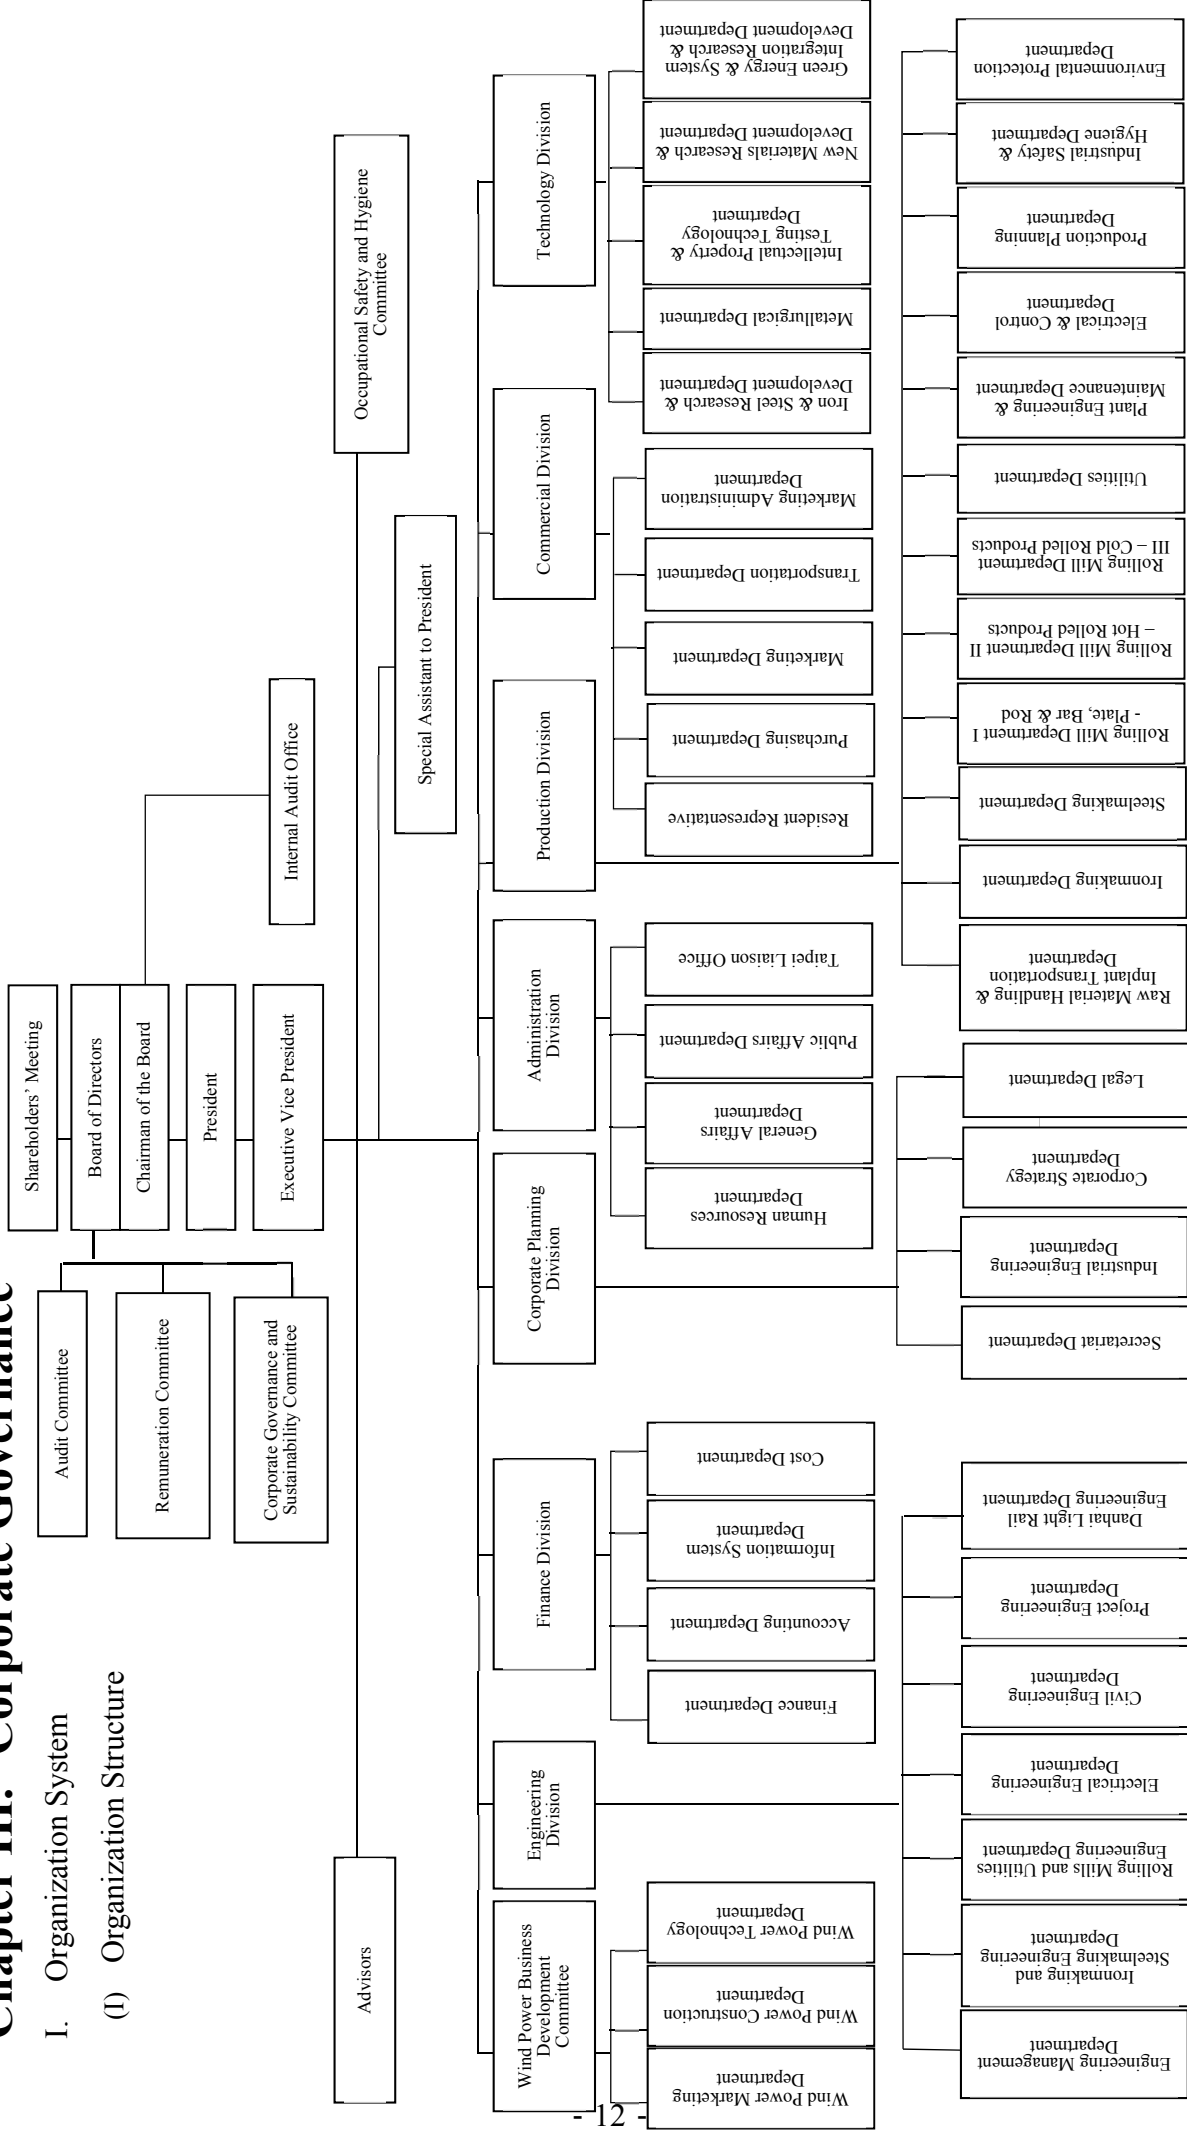 Chapter III. Corporate Governance
I. Organization System
(I) Organization Structure
Shareholders’ Meeting
Board of Directors
Chairman of the Board
President
Executive Vice President
Audit Committee
Remuneration Committee
Corporate Governance and
Sustainability Committee
Internal Audit Office
Advisors
Occupational Safety and Hygiene
Committee
Special Assistant to President
Wind Power Business
Development
Committee
Engineering
Division
Finance Division
Corporate Planning
Division
Administration
Division
Production Division
Commercial Division
Technology Division
Wind Power Marketing
Department
Wind Power Construction
Department
Wind Power Technology
Department
Finance Department
Accounting Department
Information System
Department
Cost Department
Human Resources
Department
General Affairs
Department
Public Affairs Department
Taipei Liaison Office
Resident Representative
Purchasing Department
Marketing Department
Transportation Department
Marketing Administration
Department
Iron & Steel Research &
Development Department
Metallurgical Department
Intellectual Property &
Testing Technology
Department
New Materials Research &
Development Department
Green Energy & System
Integration Research &
Development Department
Engineering Management
Department
Ironmaking and
Steelmaking Engineering
Department
Rolling Mills and Utilities
Engineering Department
Electrical Engineering
Department
Civil Engineering
Department
Project Engineering
Department
Danhai Light Rail
Engineering Department
Secretariat Department
Industrial Engineering
Department
Corporate Strategy
Department
Legal Department
Raw Material Handling &
Inplant Transportation
Department
Ironmaking Department
Steelmaking Department
Rolling Mill Department I
- Plate, Bar & Rod
Rolling Mill Department II
– Hot Rolled Products
Rolling Mill Department
III – Cold Rolled Products
Utilities Department
Plant Engineering &
Maintenance Department
Electrical & Control
Department
Production Planning
Department
Industrial Safety &
Hygiene Department
Environmental Protection
Department
- 12 -